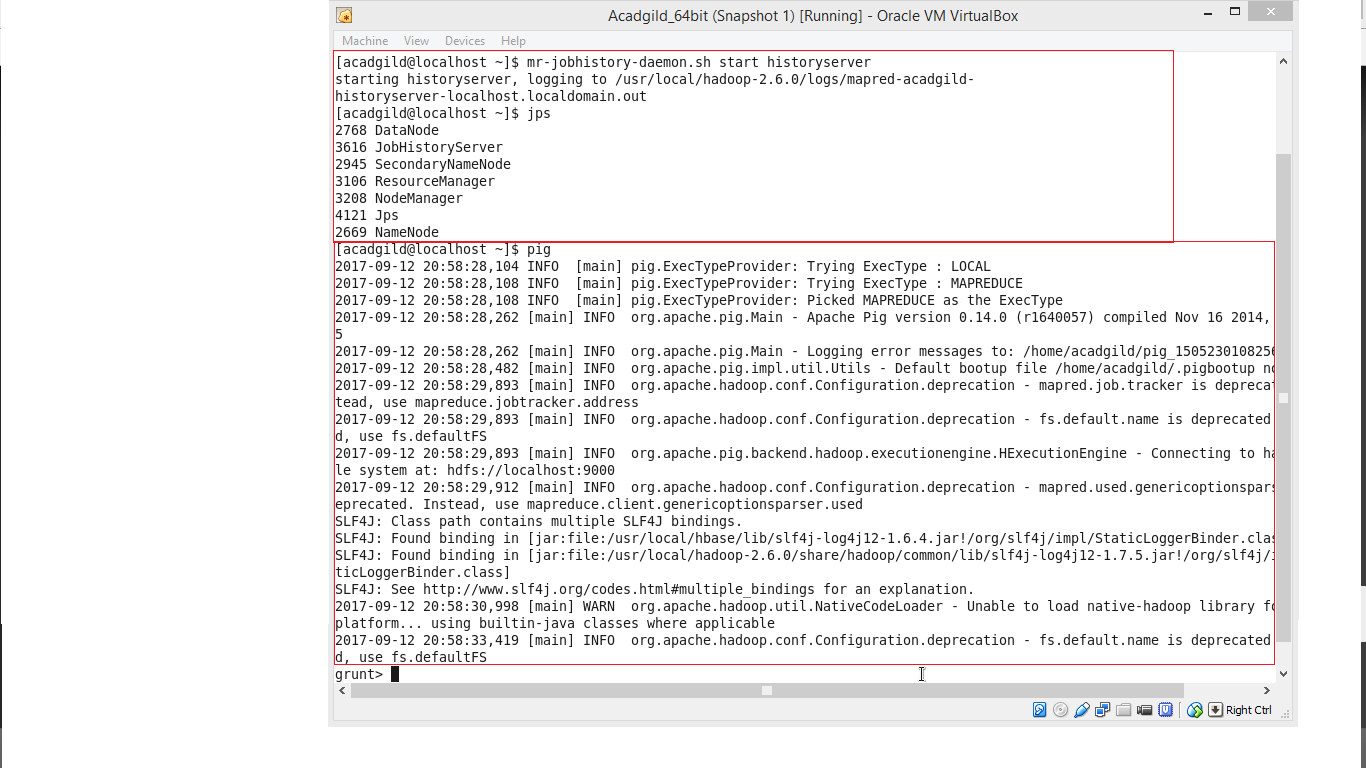 Acadgild_64bit (Snapshot 1) [Running] - Oracle VM VirtualBox
Machine View Devices Help
[acadgild@localhost ~]$ mr-jobhistory-daemon.sh start historyserver
starting historyserver, logging to /usr/local/hadoop-2.6.0/logs/mapred-acadgild-
historyserver-localhost.localdomain.out
[acadgild@localhost ~]$ jps
2768 DataNode
3616 JobHistoryServer
2945 SecondaryNameNode
3106 ResourceManager
3208 NodeManager
4121 Jps
2669 NameNode
[acadgild@localhost ~]$ pig
2017-09-12 20:58:28,104 INFO  [main] pig.ExecTypeProvider: Trying ExecType : LOCAL
2017-09-12 20:58:28,108 INFO  [main] pig.ExecTypeProvider: Trying ExecType : MAPREDUCE
2017-09-12 20:58:28,108 INFO  [main] pig.ExecTypeProvider: Picked MAPREDUCE as the ExecType
2017-09-12 20:58:28,262 [main] INFO  org.apache.pig.Main - Apache Pig version 0.14.0 (r1640057) compiled Nov 16 2014,
5
2017-09-12 20:58:28,262 [main] INFO  org.apache.pig.Main - Logging error messages to: /home/acadgild/pig_1505230108256
2017-09-12 20:58:28,482 [main] INFO  org.apache.pig.impl.util.Utils - Default bootup file /home/acadgild/.pigbootup no
2017-09-12 20:58:29,893 [main] INFO  org.apache.hadoop.conf.Configuration.deprecation - mapred.job.tracker is deprecat
tead, use mapreduce.jobtracker.address
2017-09-12 20:58:29,893 [main] INFO  org.apache.hadoop.conf.Configuration.deprecation - fs.default.name is deprecated
d, use fs.defaultFS
2017-09-12 20:58:29,893 [main] INFO  org.apache.pig.backend.hadoop.executionengine.HExecutionEngine - Connecting to ha
le system at: hdfs://localhost:9000
2017-09-12 20:58:29,912 [main] INFO  org.apache.hadoop.conf.Configuration.deprecation - mapred.used.genericoptionspars
eprecated. Instead, use mapreduce.client.genericoptionsparser.used
SLF4J: Class path contains multiple SLF4J bindings.
SLF4J: Found binding in [jar:file:/usr/local/hbase/lib/slf4j-log4j12-1.6.4.jar!/org/slf4j/impl/StaticLoggerBinder.clas
SLF4J: Found binding in [jar:file:/usr/local/hadoop-2.6.0/share/hadoop/common/lib/slf4j-log4j12-1.7.5.jar!/org/slf4j/i
ticLoggerBinder.class]
SLF4J: See http://www.slf4j.org/codes.html#multiple_bindings for an explanation.
2017-09-12 20:58:30,998 [main] WARN  org.apache.hadoop.util.NativeCodeLoader - Unable to load native-hadoop library fo
platform... using builtin-java classes where applicable
2017-09-12 20:58:33,419 [main] INFO  org.apache.hadoop.conf.Configuration.deprecation - fs.default.name is deprecated
d, use fs.defaultFS
grunt>
Right Ctrl